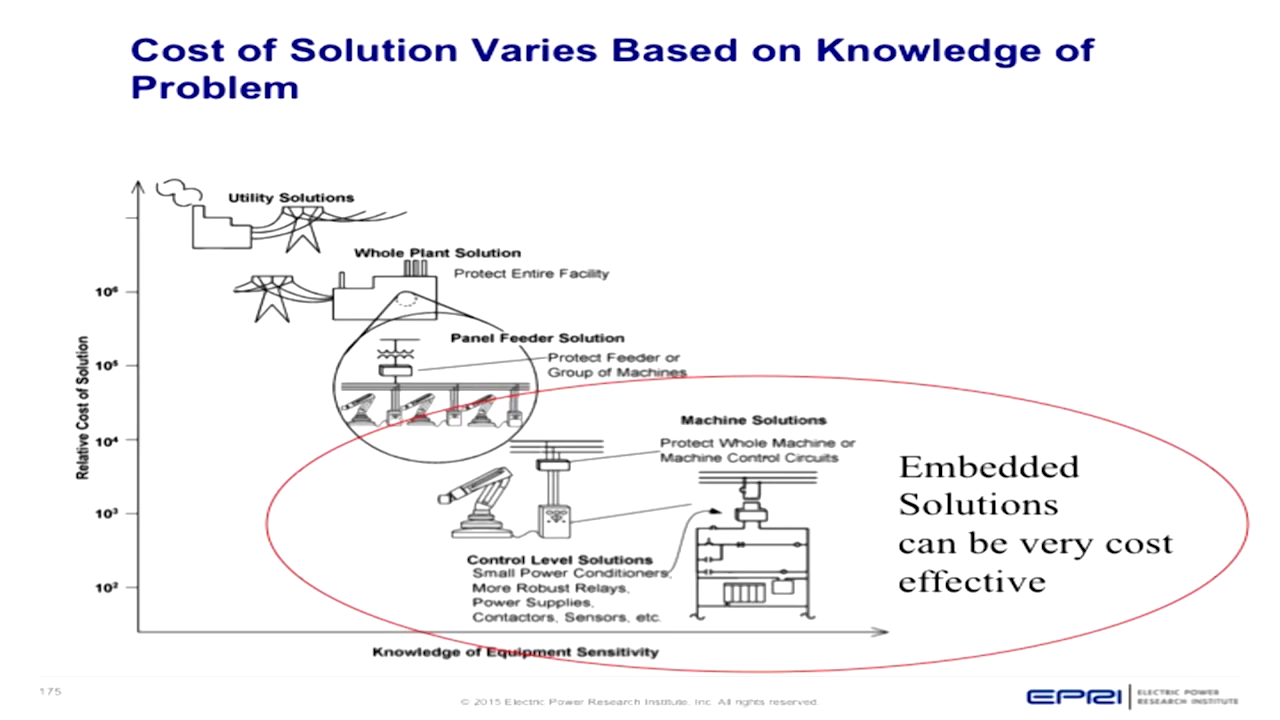 Cost of Solution Varies Based on Knowledge of
Problem
Utility Solutions
Whole Plant Solution
Protect Entire Facility
10⁶
Panel Feeder Solution
Protect Feeder or
Group of Machines
10⁵
Relative Cost of Solution
Machine Solutions
Protect Whole Machine or
Machine Control Circuits
10⁴
Embedded
Solutions
can be very cost
effective
10³
Control Level Solutions
Small Power Conditioners,
More Robust Relays,
Power Supplies,
Contactors, Sensors, etc.
10²
Knowledge of Equipment Sensitivity
175
© 2015 Electric Power Research Institute, Inc. All rights reserved.
EPRI
ELECTRIC POWER
RESEARCH INSTITUTE